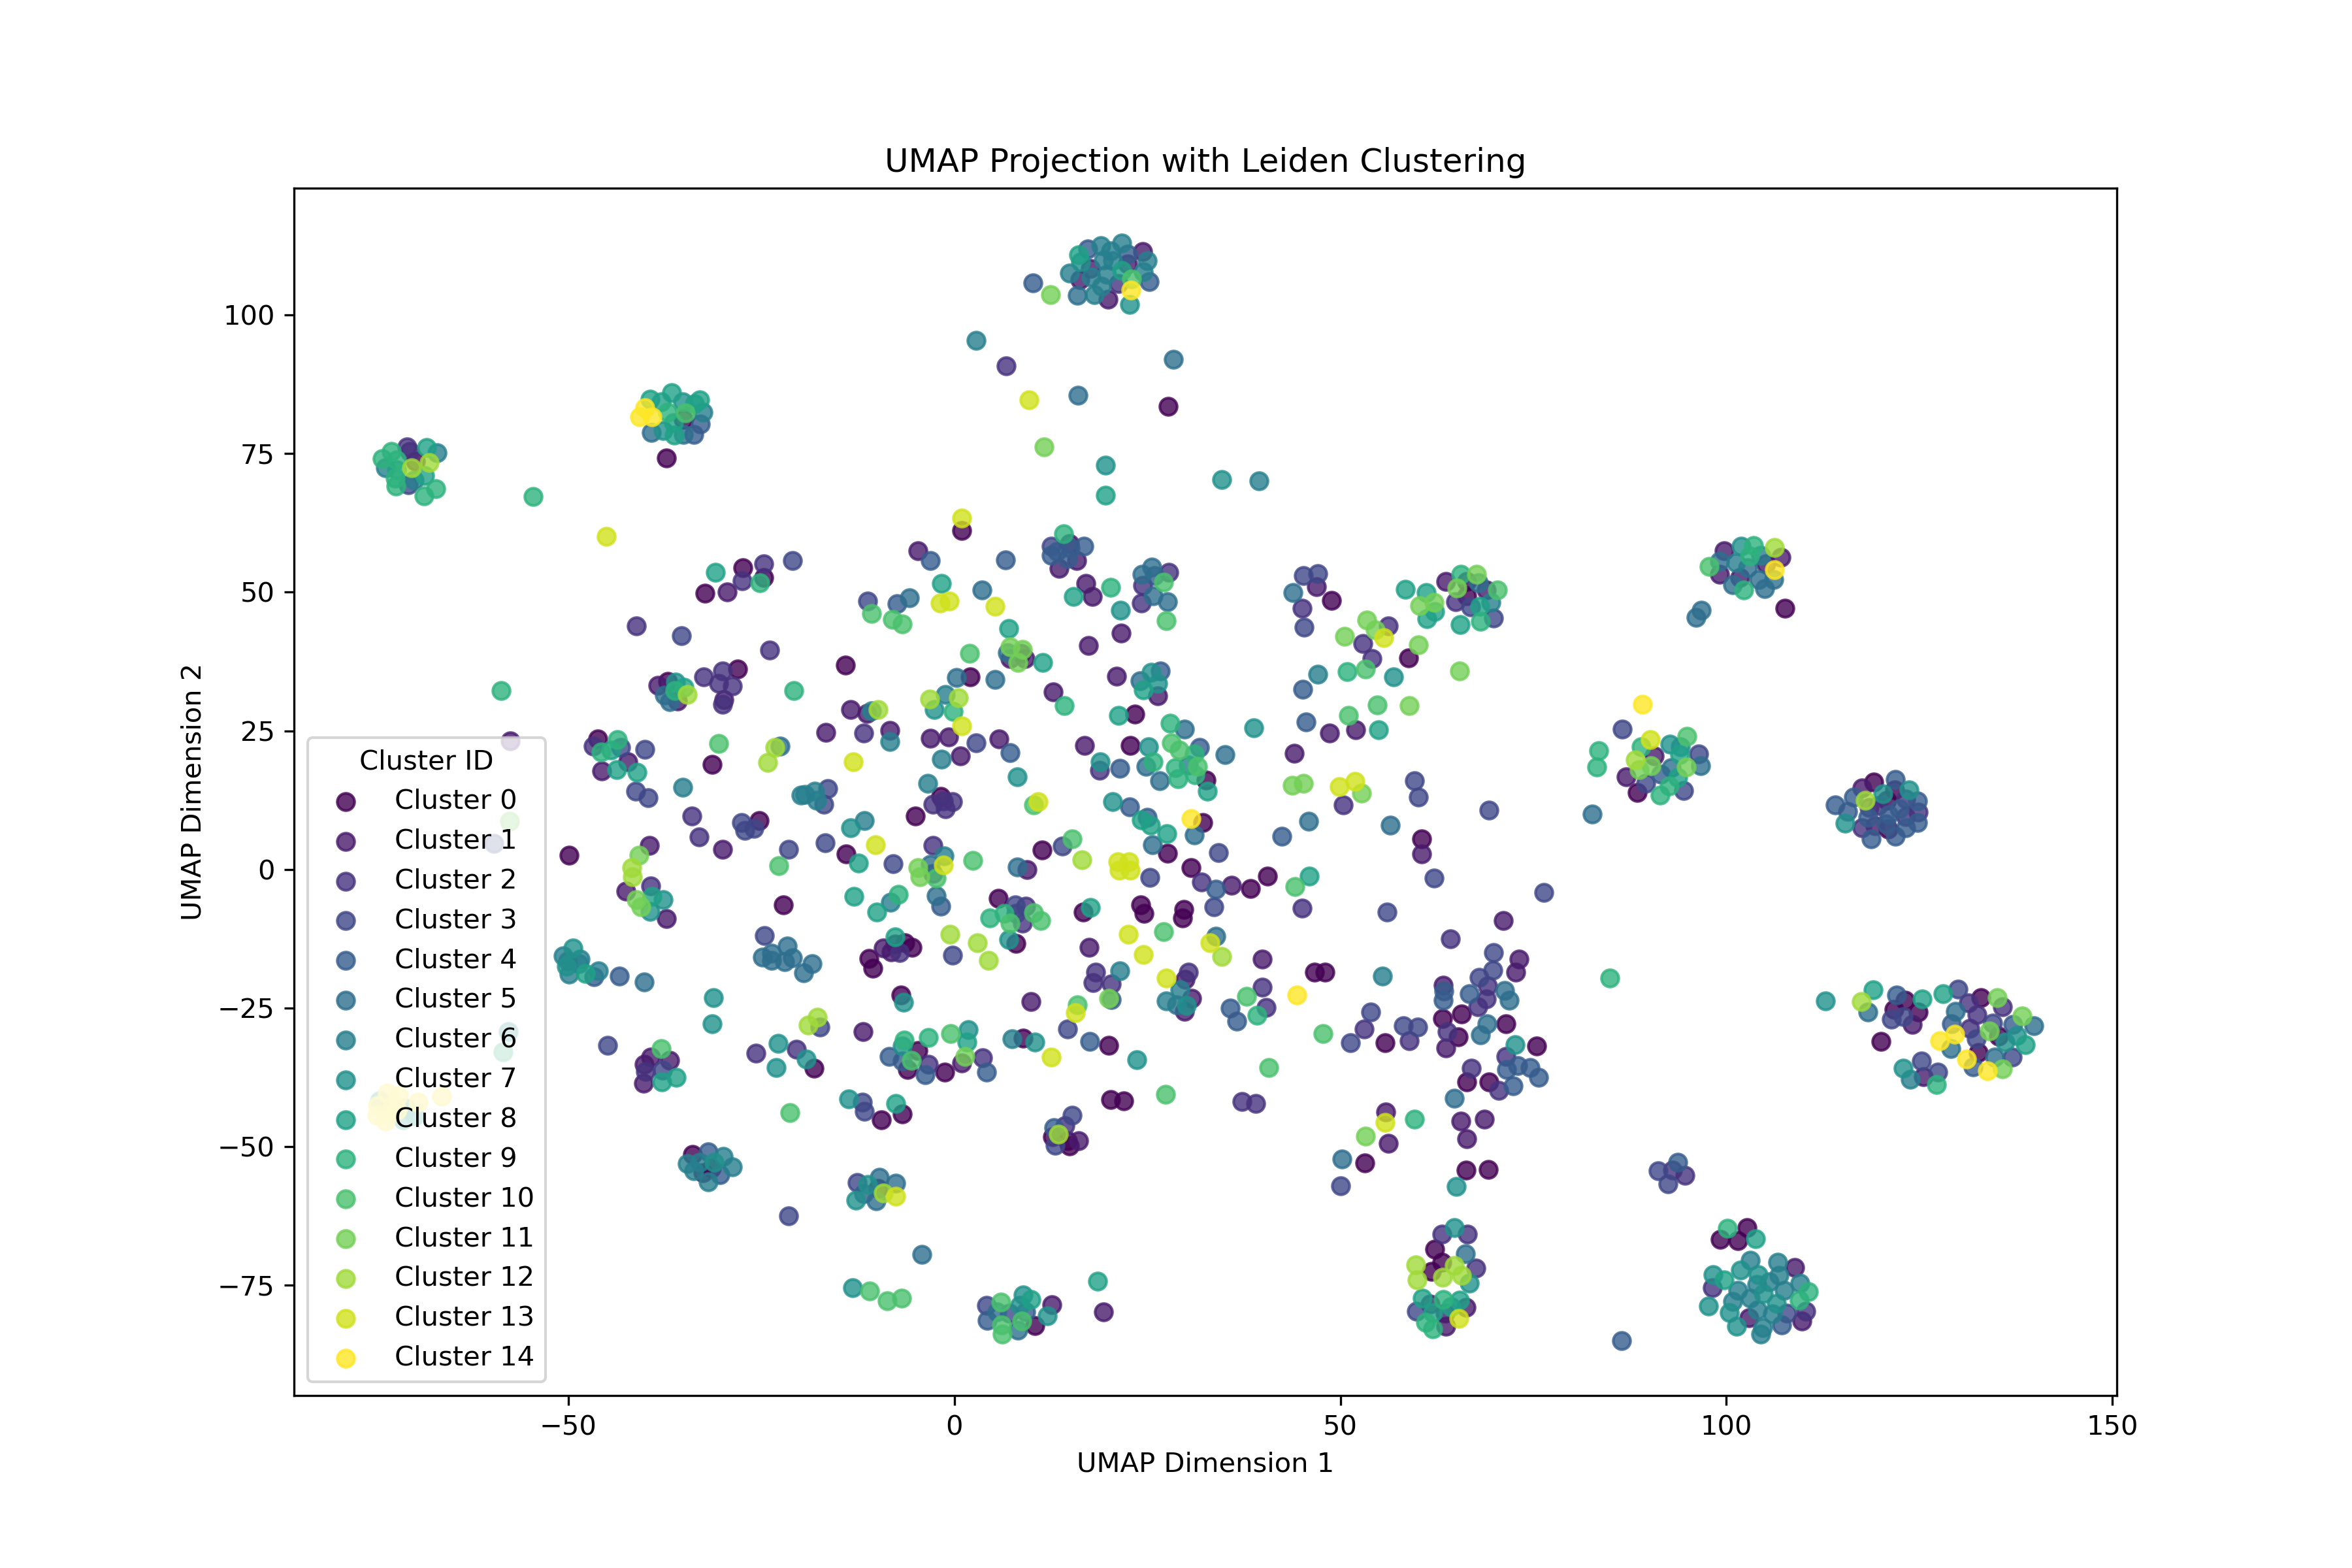 UMAP Projection with Leiden Clustering
UMAP Dimension 2
100
75
50
25
0
−25
−50
−75
Cluster ID
Cluster 0
Cluster 1
Cluster 2
Cluster 3
Cluster 4
Cluster 5
Cluster 6
Cluster 7
Cluster 8
Cluster 9
Cluster 10
Cluster 11
Cluster 12
Cluster 13
Cluster 14
−50
0
50
100
150
UMAP Dimension 1